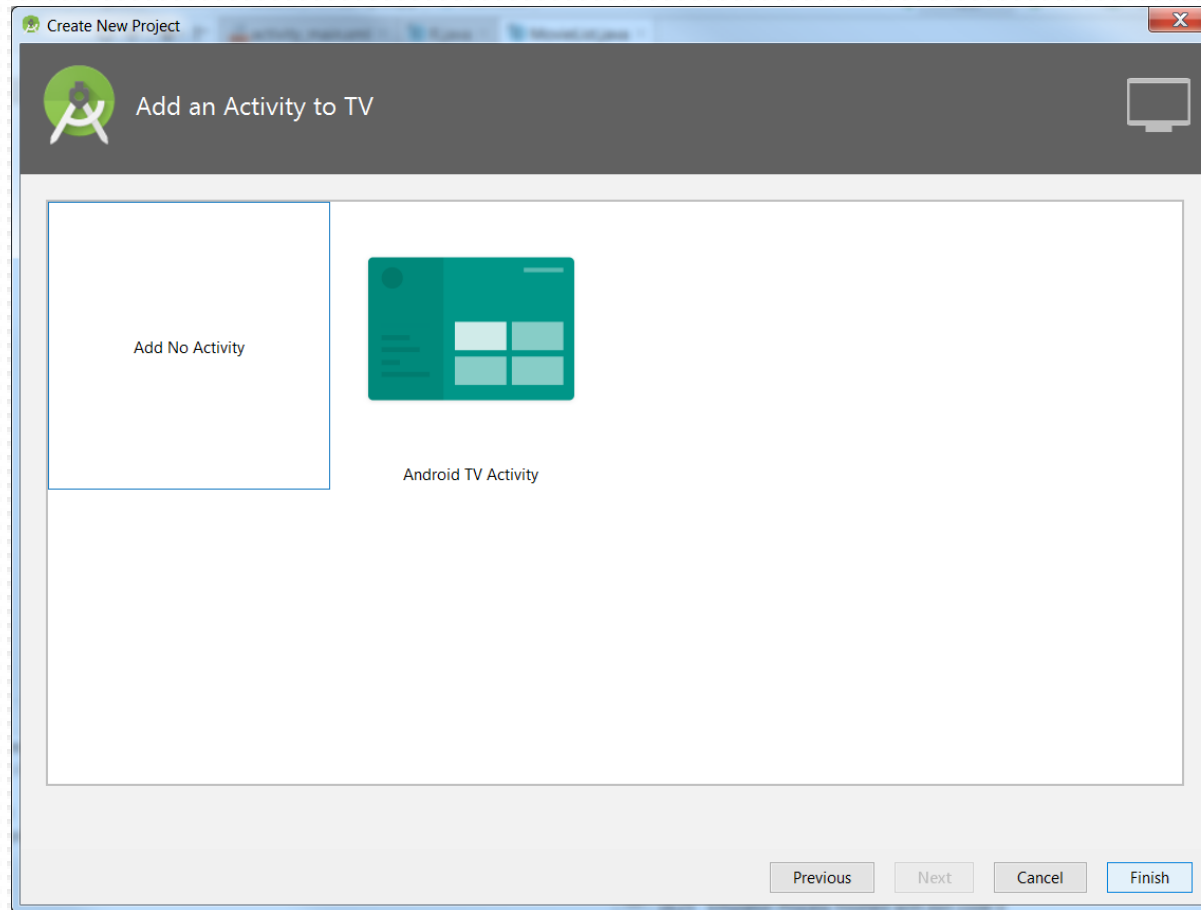 Create New Project
Add an Activity to TV
Add No Activity
Android TV Activity
Previous
Next
Cancel
Finish